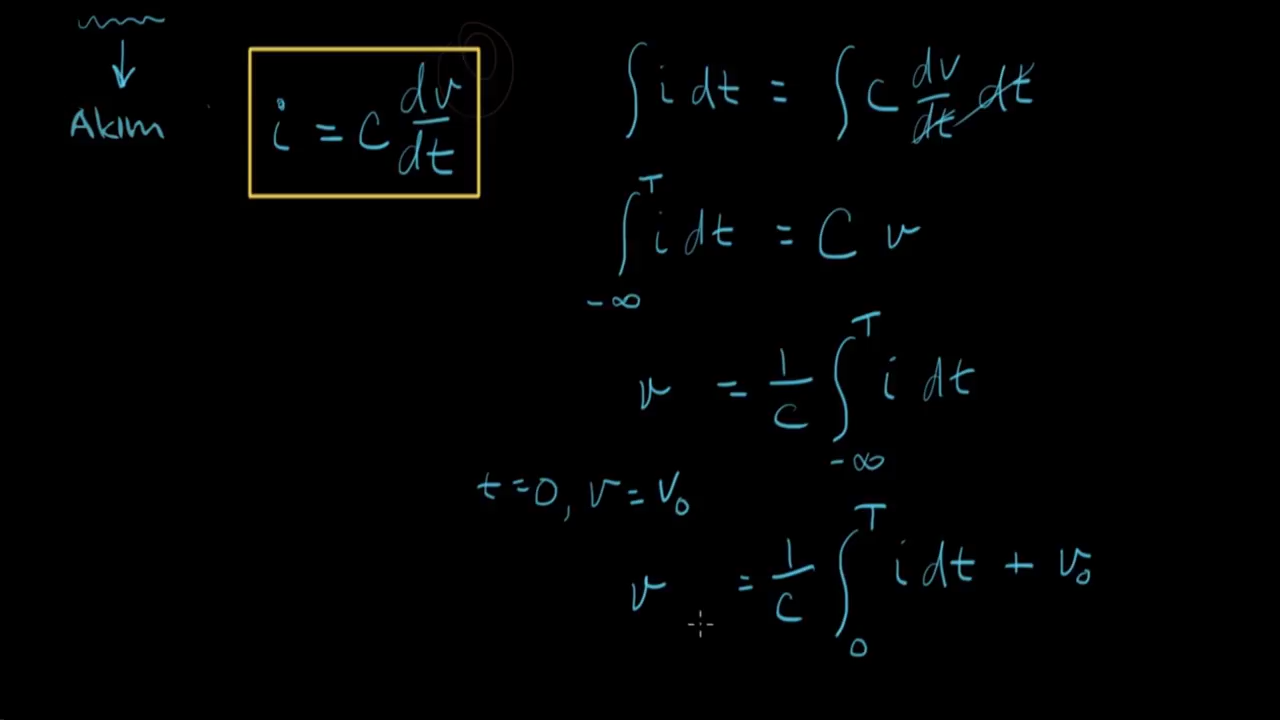 Akım
i = C dv/dt
∫ i dt = ∫ C dv/dt dt
∫_{-∞}^{T} i dt = C v
v = 1/C ∫_{-∞}^{T} i dt
t=0, v=V₀
v = 1/C ∫_{0}^{T} i dt + V₀